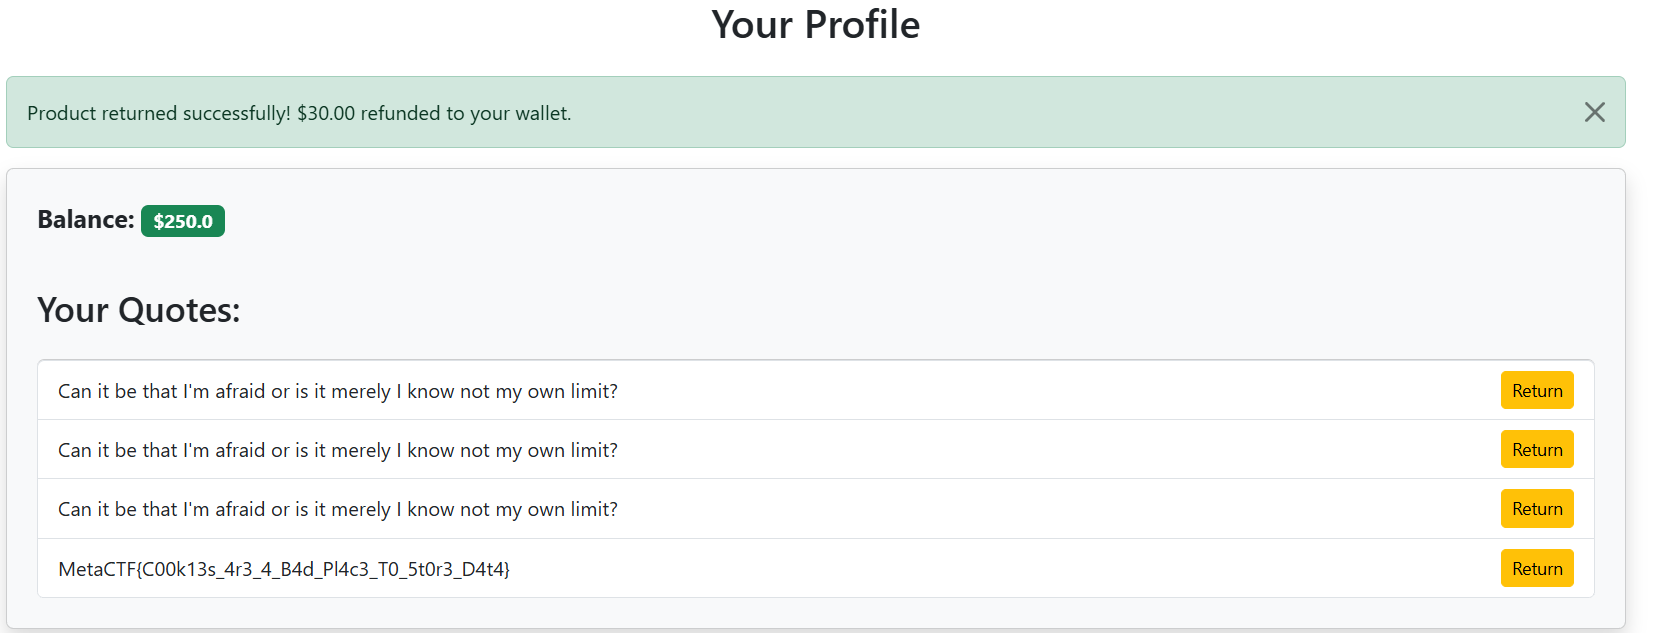 Your Profile
Product returned successfully! $30.00 refunded to your wallet.
Balance: $250.0
Your Quotes:
Can it be that I'm afraid or is it merely I know not my own limit? Return
Can it be that I'm afraid or is it merely I know not my own limit? Return
Can it be that I'm afraid or is it merely I know not my own limit? Return
MetaCTF{C00k13s_4r3_4_B4d_Pl4c3_T0_5t0r3_D4t4} Return